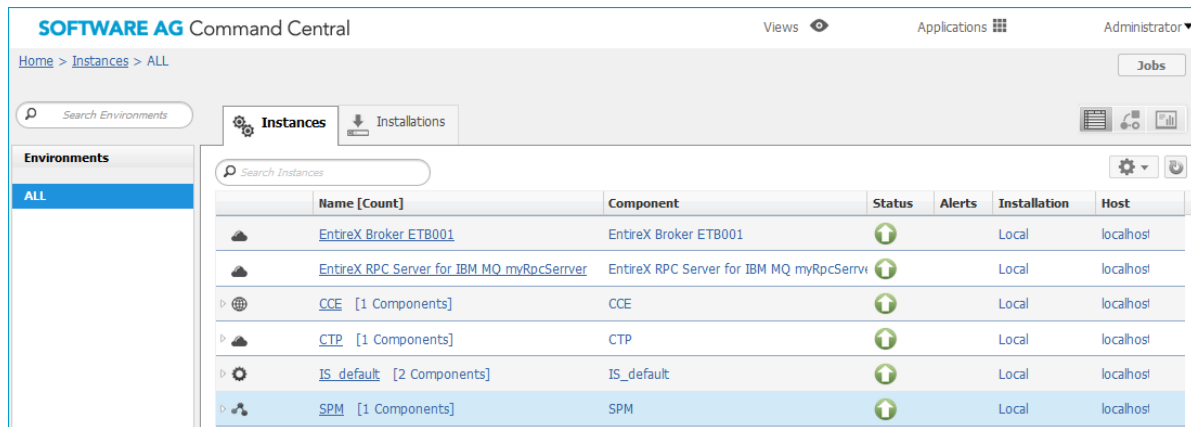 SOFTWARE AG Command Central Views Applications Administrator
Home > Instances > ALL Jobs
Search Environments Instances Installations
Environments Search Instances
ALL
Name [Count] Component Status Alerts Installation Host
EntireX Broker ETB001 EntireX Broker ETB001 Local localhost
EntireX RPC Server for IBM MQ myRpcSerrver EntireX RPC Server for IBM MQ myRpcSerrve Local localhost
CCE [1 Components] CCE Local localhost
CTP [1 Components] CTP Local localhost
IS_default [2 Components] IS_default Local localhost
SPM [1 Components] SPM Local localhost